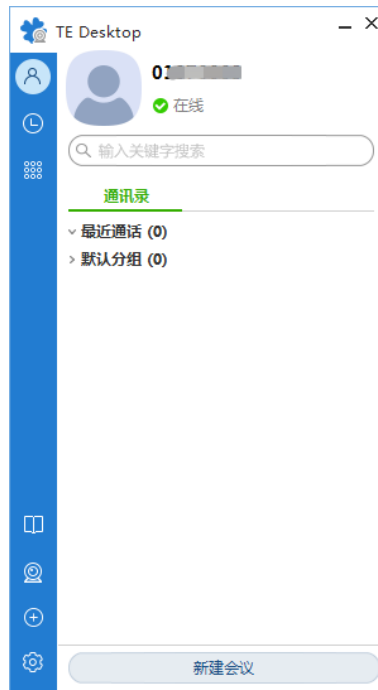 TE Desktop
在线
输入关键字搜索
通讯录
最近通话 (0)
默认分组 (0)
新建会议